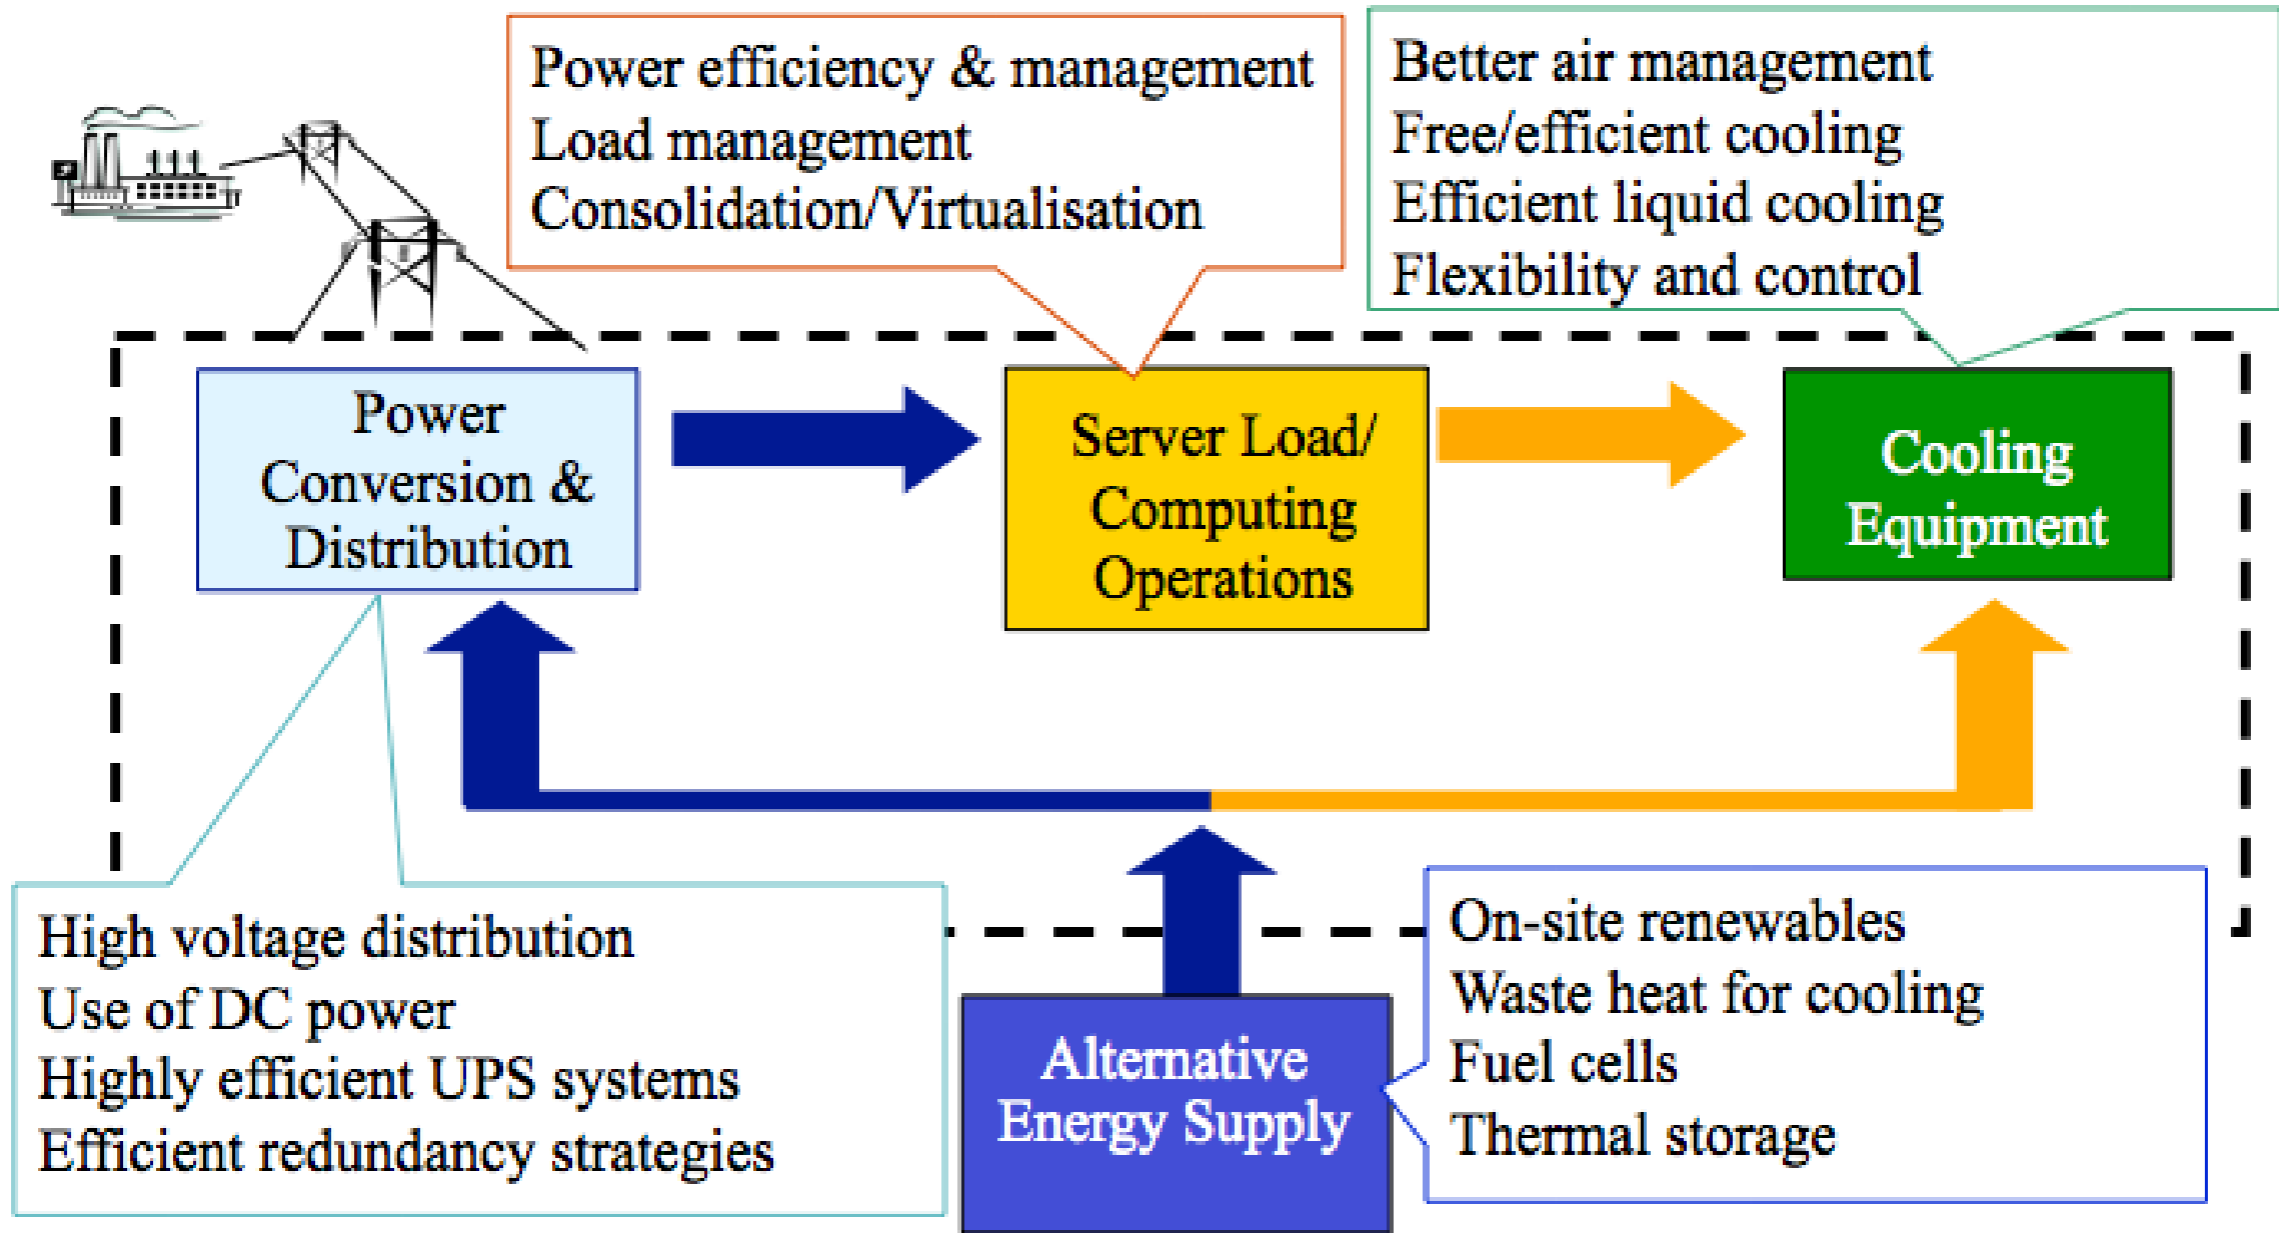 Power efficiency & management
Load management
Consolidation/Virtualisation
Better air management
Free/efficient cooling
Efficient liquid cooling
Flexibility and control
Power
Conversion &
Distribution
Server Load/
Computing
Operations
Cooling
Equipment
High voltage distribution
Use of DC power
Highly efficient UPS systems
Efficient redundancy strategies
Alternative
Energy Supply
On-site renewables
Waste heat for cooling
Fuel cells
Thermal storage